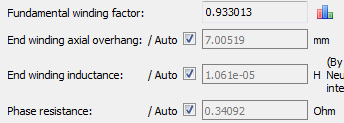 Fundamental winding factor: 0.933013
End winding axial overhang: / Auto 7.00519 mm
(By
End winding inductance: / Auto 1.061e-05 H Neu
inte
Phase resistance: / Auto 0.34092 Ohm